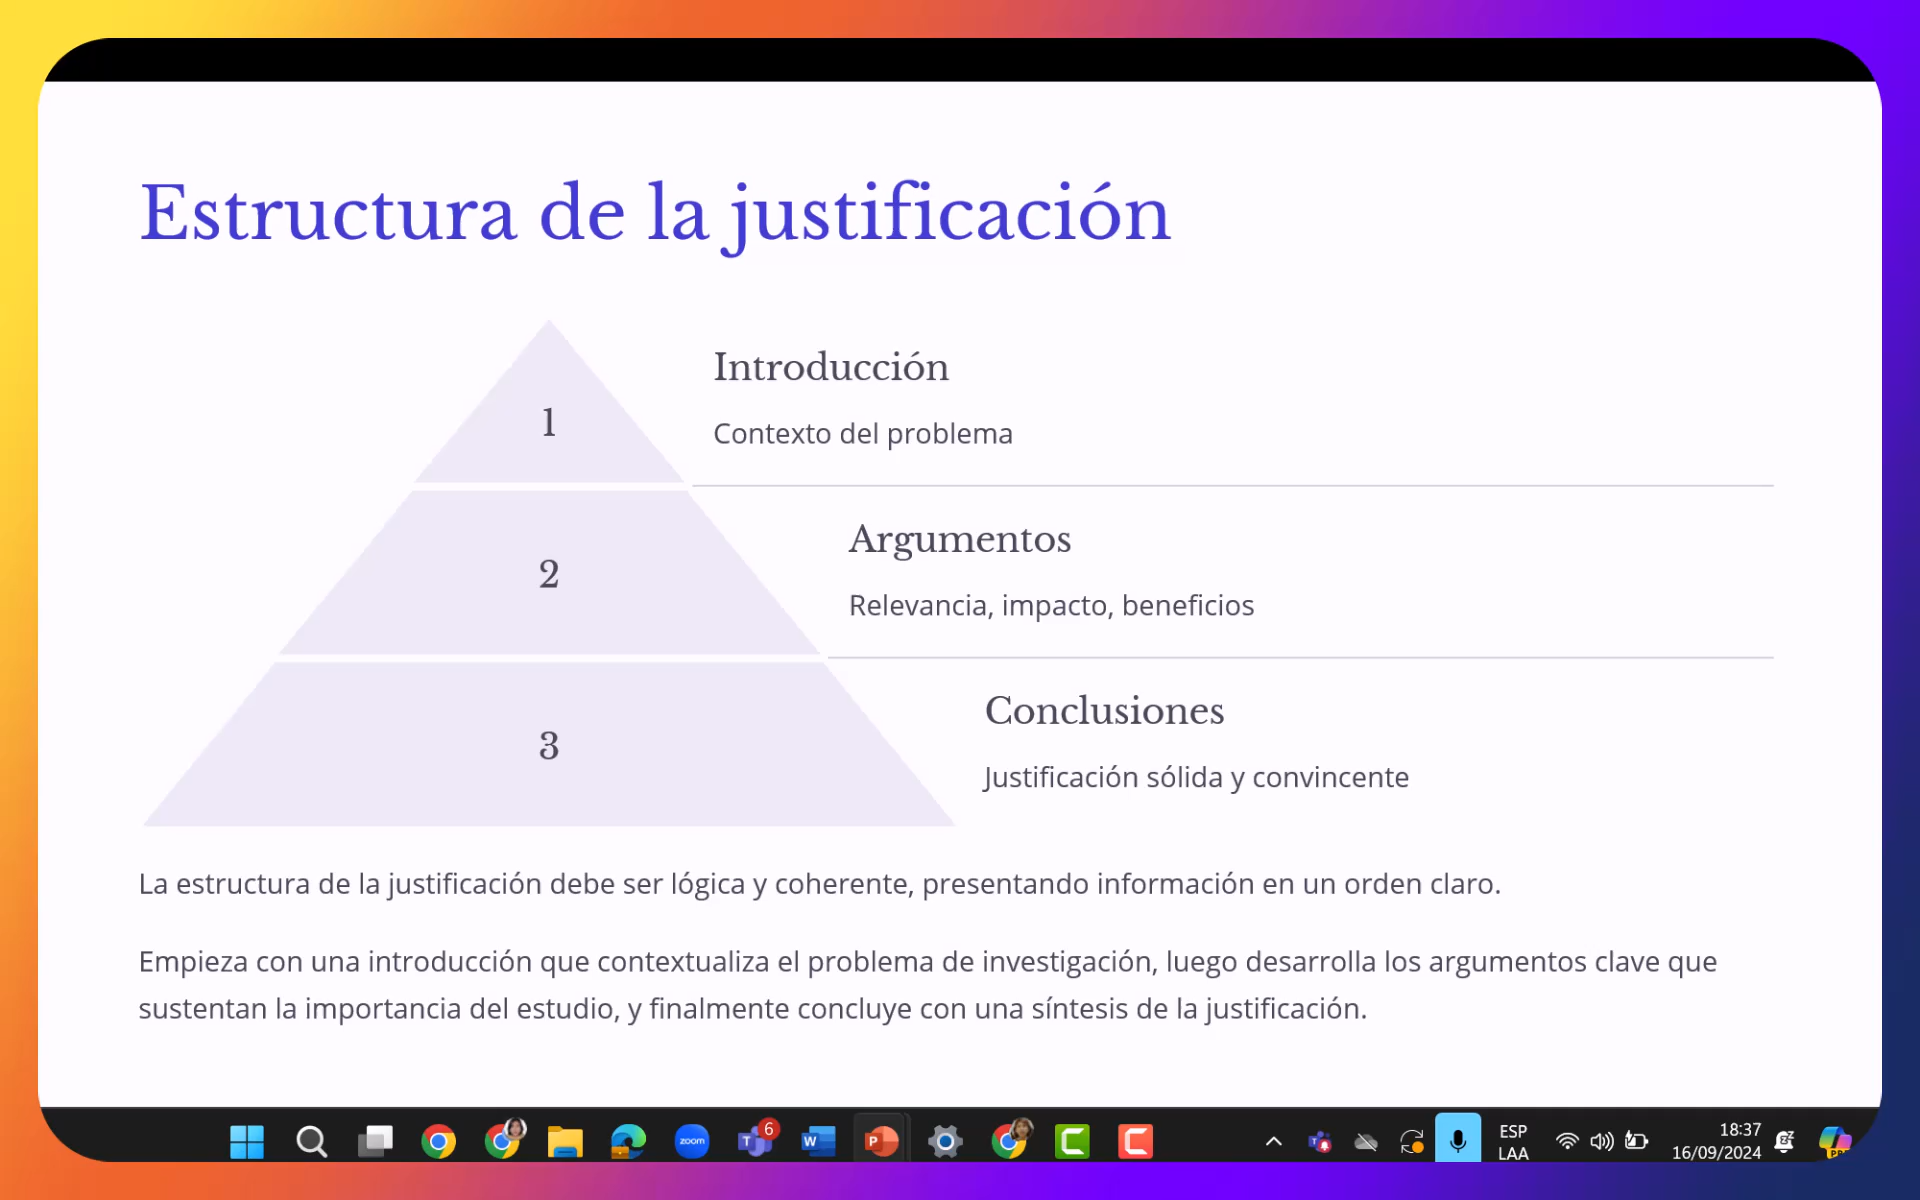 Estructura de la justificación
1
Introducción
Contexto del problema
2
Argumentos
Relevancia, impacto, beneficios
3
Conclusiones
Justificación sólida y convincente
La estructura de la justificación debe ser lógica y coherente, presentando información en un orden claro.
Empieza con una introducción que contextualiza el problema de investigación, luego desarrolla los argumentos clave que
sustentan la importancia del estudio, y finalmente concluye con una síntesis de la justificación.
zoom
T
6
W
P
T
ESP
LAA
18:37
16/09/2024
PRE